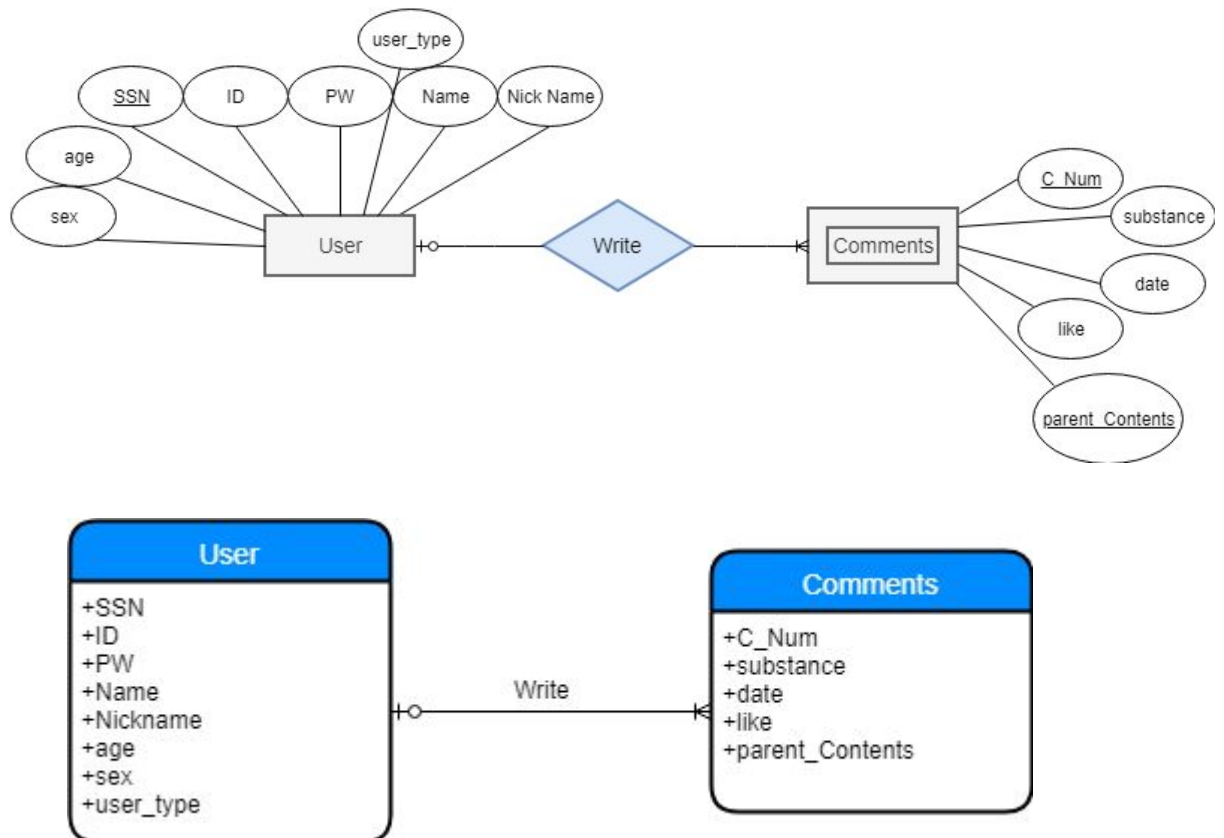 user_type
SSN
ID
PW
Name
Nick Name
age
sex
User
Write
Comments
C_Num
substance
date
like
parent_Contents
User
+SSN
+ID
+PW
+Name
+Nickname
+age
+sex
+user_type
Write
Comments
+C_Num
+substance
+date
+like
+parent_Contents